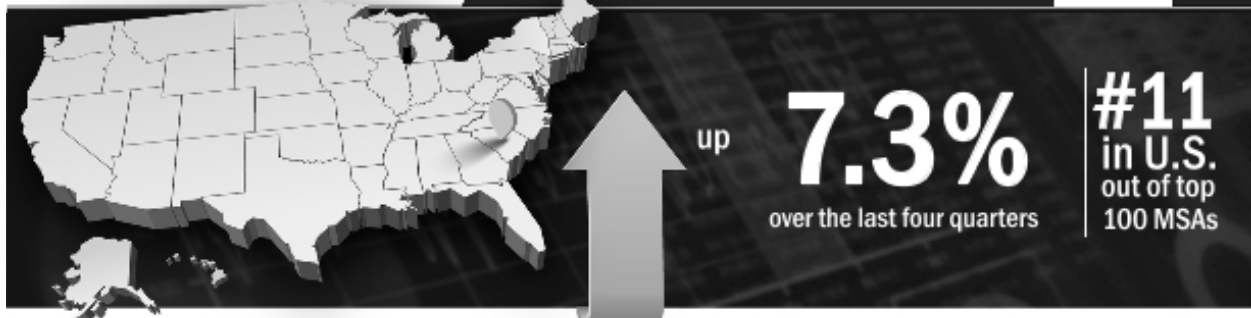 up
7.3%
over the last four quarters
#11
in U.S.
out of top
100 MSAs